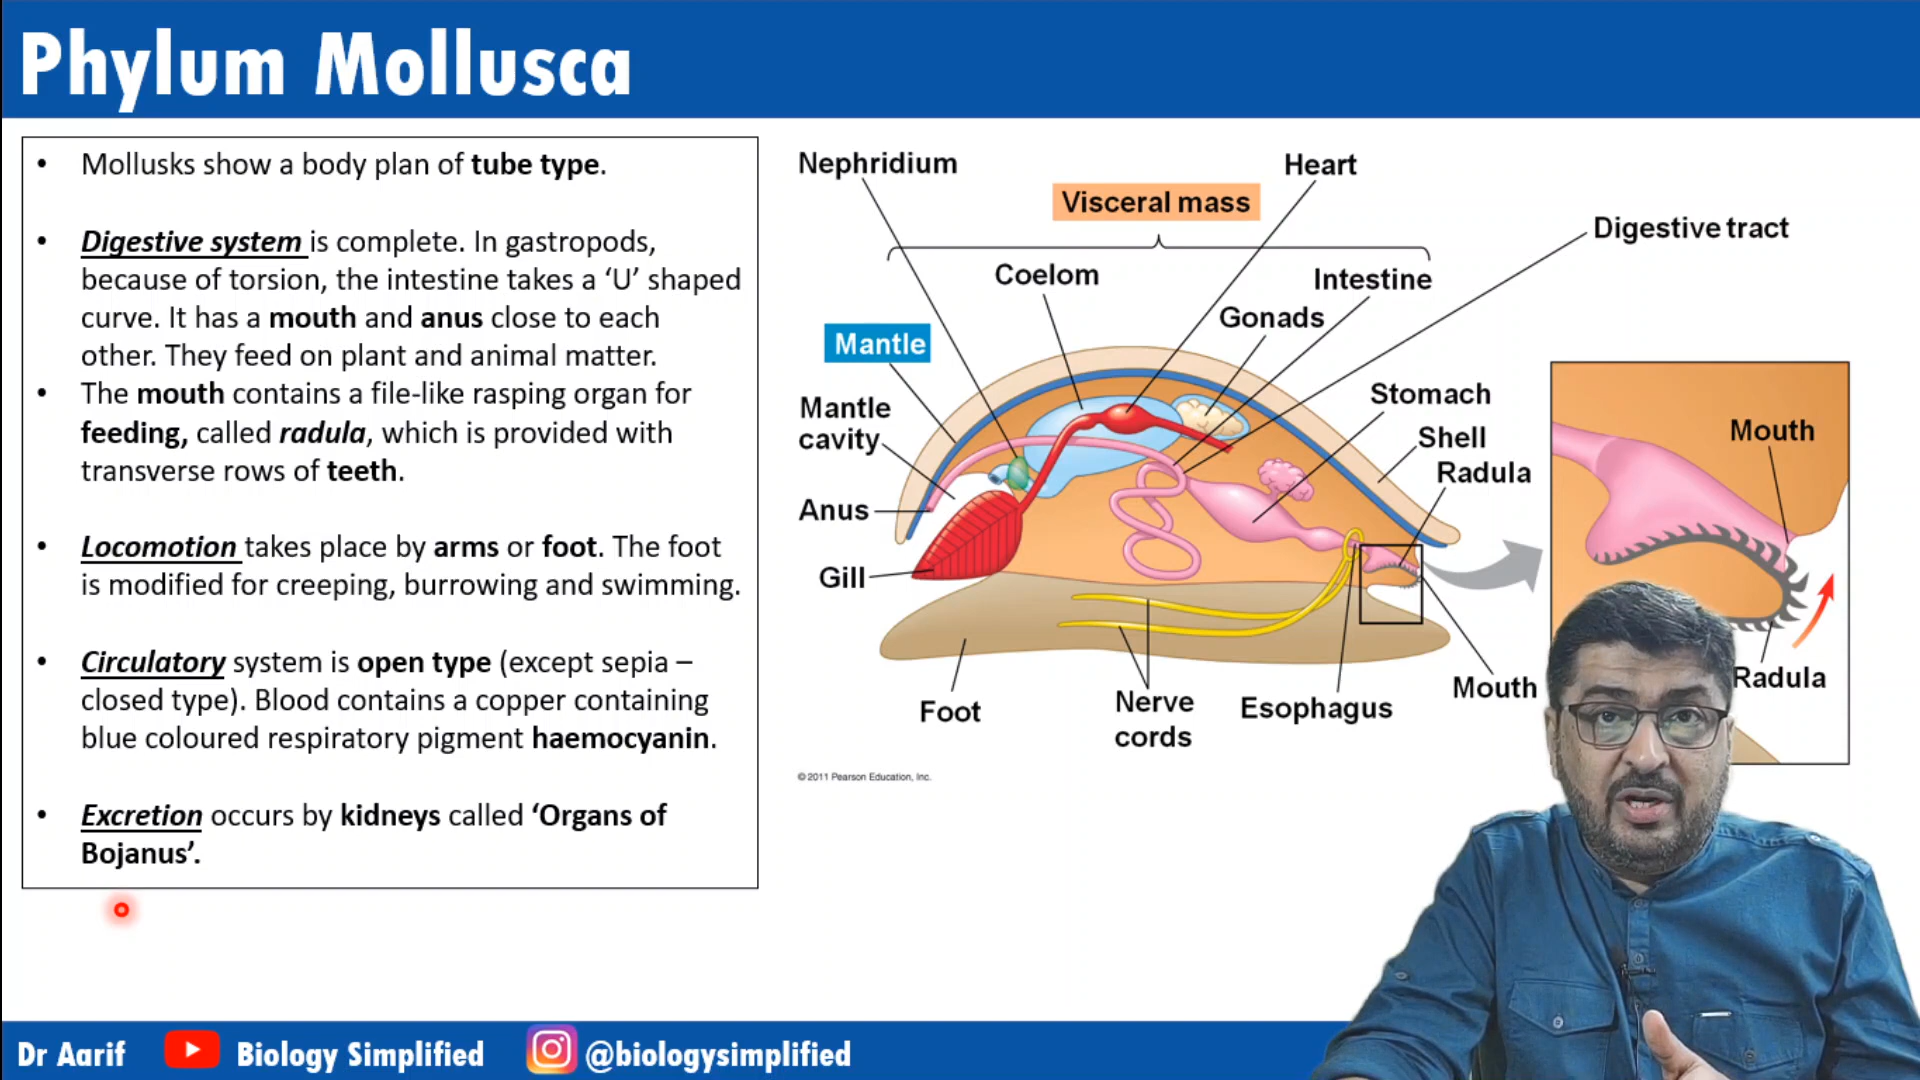 Phylum Mollusca
• Mollusks show a body plan of tube type.
• Digestive system is complete. In gastropods,
because of torsion, the intestine takes a ‘U’ shaped
curve. It has a mouth and anus close to each
other. They feed on plant and animal matter.
• The mouth contains a file-like rasping organ for
feeding, called radula, which is provided with
transverse rows of teeth.
• Locomotion takes place by arms or foot. The foot
is modified for creeping, burrowing and swimming.
• Circulatory system is open type (except sepia –
closed type). Blood contains a copper containing
blue coloured respiratory pigment haemocyanin.
• Excretion occurs by kidneys called ‘Organs of
Bojanus’.
Nephridium
Heart
Visceral mass
Digestive tract
Coelom
Intestine
Gonads
Mantle
Stomach
Mantle
cavity
Shell
Radula
Anus
Gill
Foot
Nerve
cords
Esophagus
Mouth
Mouth
Radula
© 2011 Pearson Education, Inc.
Dr Aarif
Biology Simplified
@biologysimplified